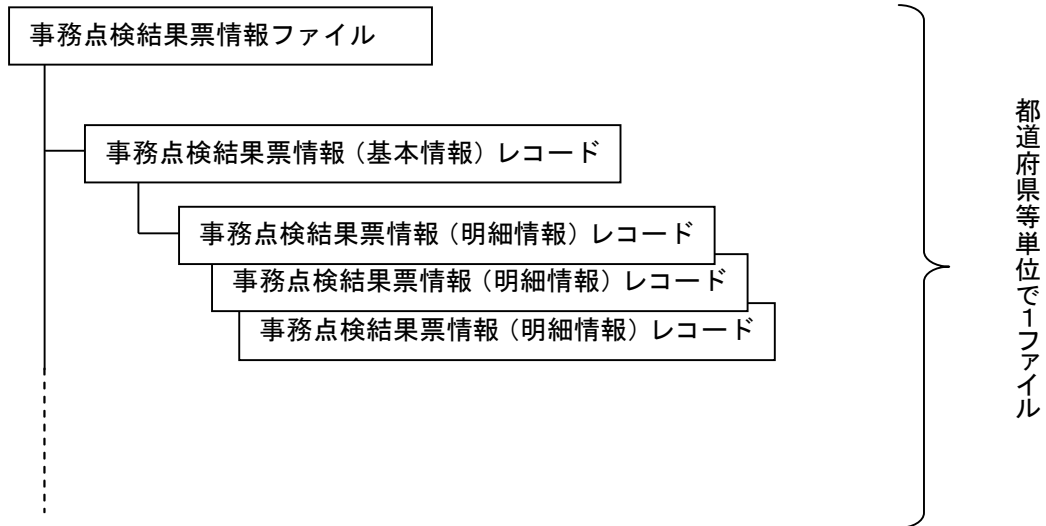 事務点検結果票情報ファイル
事務点検結果票情報（基本情報）レコード
事務点検結果票情報（明細情報）レコード
事務点検結果票情報（明細情報）レコード
事務点検結果票情報（明細情報）レコード
都道府県等単位で1ファイル